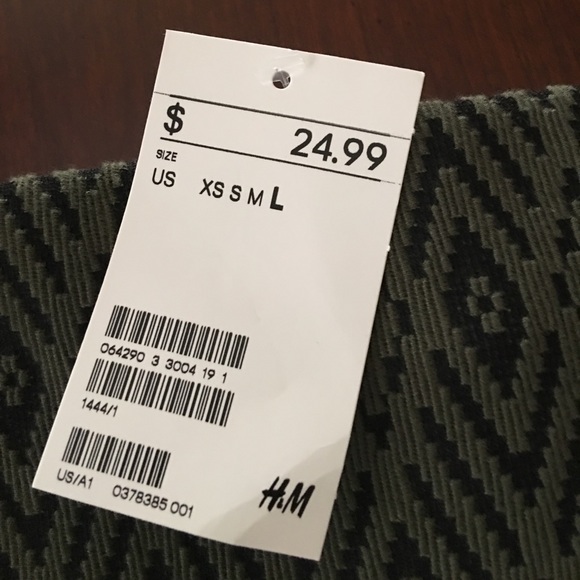 $ 24.99
SIZE
US XS S M L
064290 3 3004 19 1
1444/1
US/A1 0378385 001
H&M